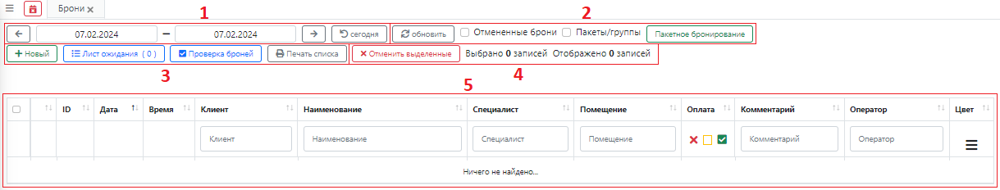 Брони
1
2
07.02.2024 — 07.02.2024 сегодня обновить Отмененные брони Пакеты/группы Пакетное бронирование
Новый Лист ожидания ( 0 ) Проверка броней Печать списка Отменить выделенные Выбрано 0 записей Отображено 0 записей
3
4
5
ID Дата Время Клиент Наименование Специалист Помещение Оплата Комментарий Оператор Цвет
Клиент Наименование Специалист Помещение Комментарий Оператор
Ничего не найдено...